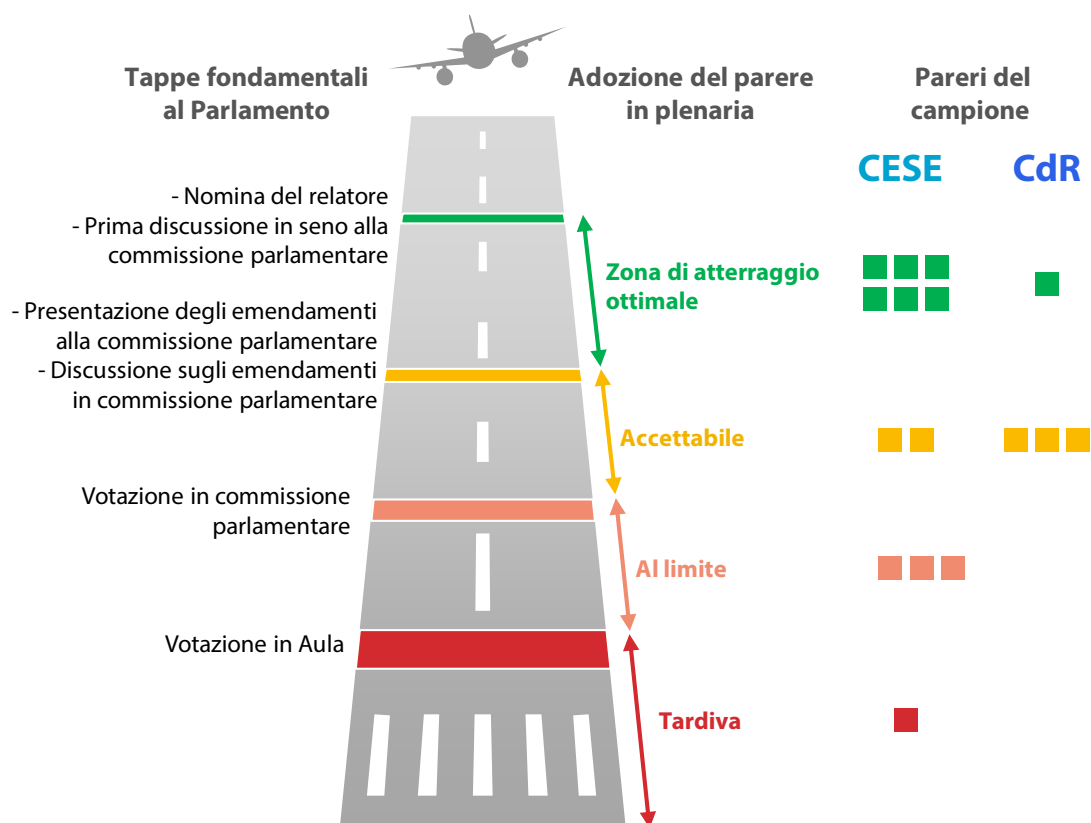 Tappe fondamentali
al Parlamento
Adozione del parere
in plenaria
Pareri del
campione
CESE
CdR
- Nomina del relatore
- Prima discussione in seno alla
commissione parlamentare
Zona di atterraggio
ottimale
- Presentazione degli emendamenti
alla commissione parlamentare
- Discussione sugli emendamenti
in commissione parlamentare
Accettabile
Votazione in commissione
parlamentare
Al limite
Votazione in Aula
Tardiva